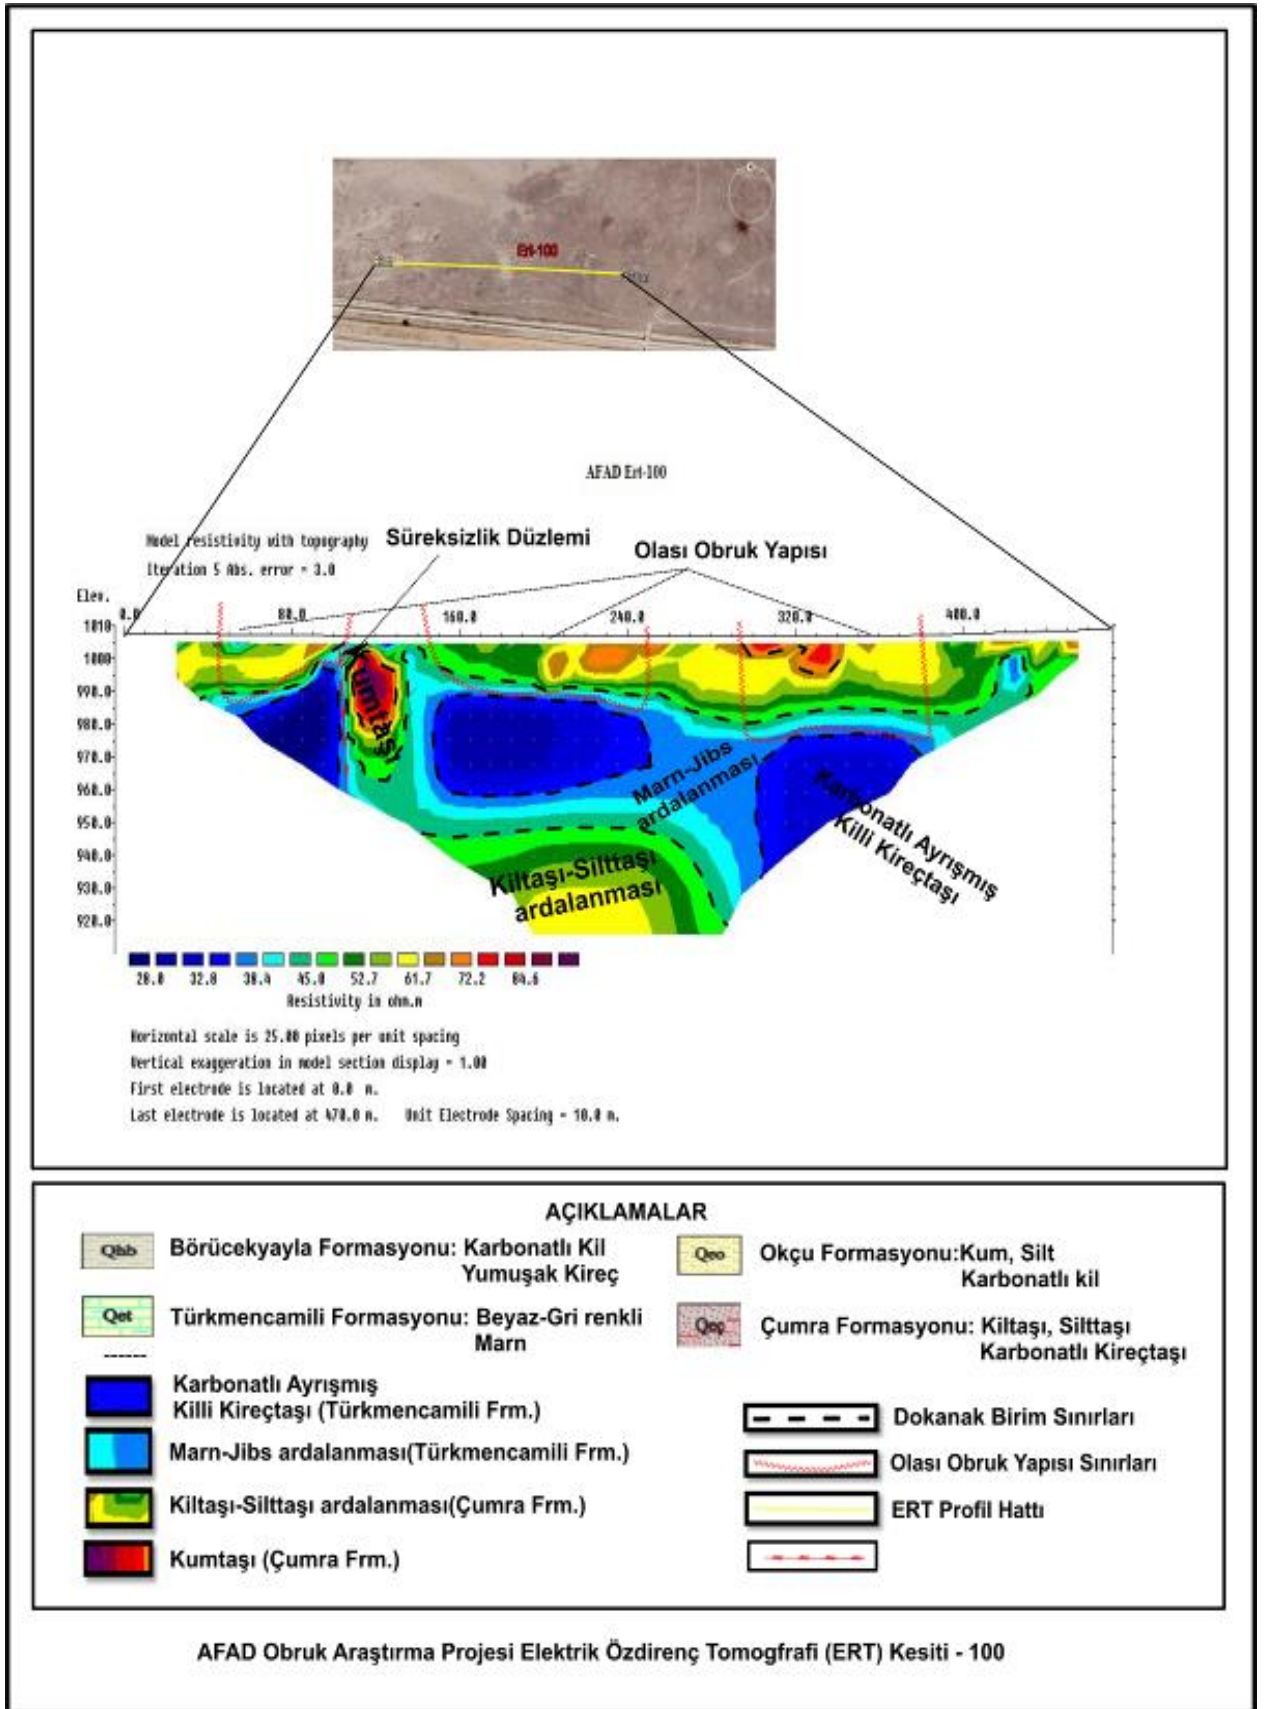 Ert-100
AFAD Ert-100
Model resistivity with topography
Iteration 5 Abs. error = 3.0
Süreksizlik Düzlemi
Olası Obruk Yapısı
Elev.
0.0 80.0 160.0 240.0 320.0 400.0
1010
1000
990.0
980.0
970.0
960.0
950.0
940.0
930.0
920.0
Kumtaşı
Marn-Jibs
ardalanması
Karbonatlı Ayrışmış
Killi Kireçtaşı
Kiltaşı-Silttaşı
ardalanması
28.0 32.8 38.4 45.0 52.7 61.7 72.2 84.6
Resistivity in ohm.m
Horizontal scale is 25.00 pixels per unit spacing
Vertical exaggeration in model section display = 1.00
First electrode is located at 0.0 m.
Last electrode is located at 470.0 m. Unit Electrode Spacing = 10.0 m.
AÇIKLAMALAR
Qhb Börücekyayla Formasyonu: Karbonatlı Kil
Yumuşak Kireç
Qeo Okçu Formasyonu:Kum, Silt
Karbonatlı kil
Qet Türkmencamili Formasyonu: Beyaz-Gri renkli
Marn
Qeç Çumra Formasyonu: Kiltaşı, Silttaşı
Karbonatlı Kireçtaşı
Karbonatlı Ayrışmış
Killi Kireçtaşı (Türkmencamili Frm.)
Marn-Jibs ardalanması(Türkmencamili Frm.)
Kiltaşı-Silttaşı ardalanması(Çumra Frm.)
Kumtaşı (Çumra Frm.)
Dokanak Birim Sınırları
Olası Obruk Yapısı Sınırları
ERT Profil Hattı
AFAD Obruk Araştırma Projesi Elektrik Özdirenç Tomogfrafi (ERT) Kesiti - 100